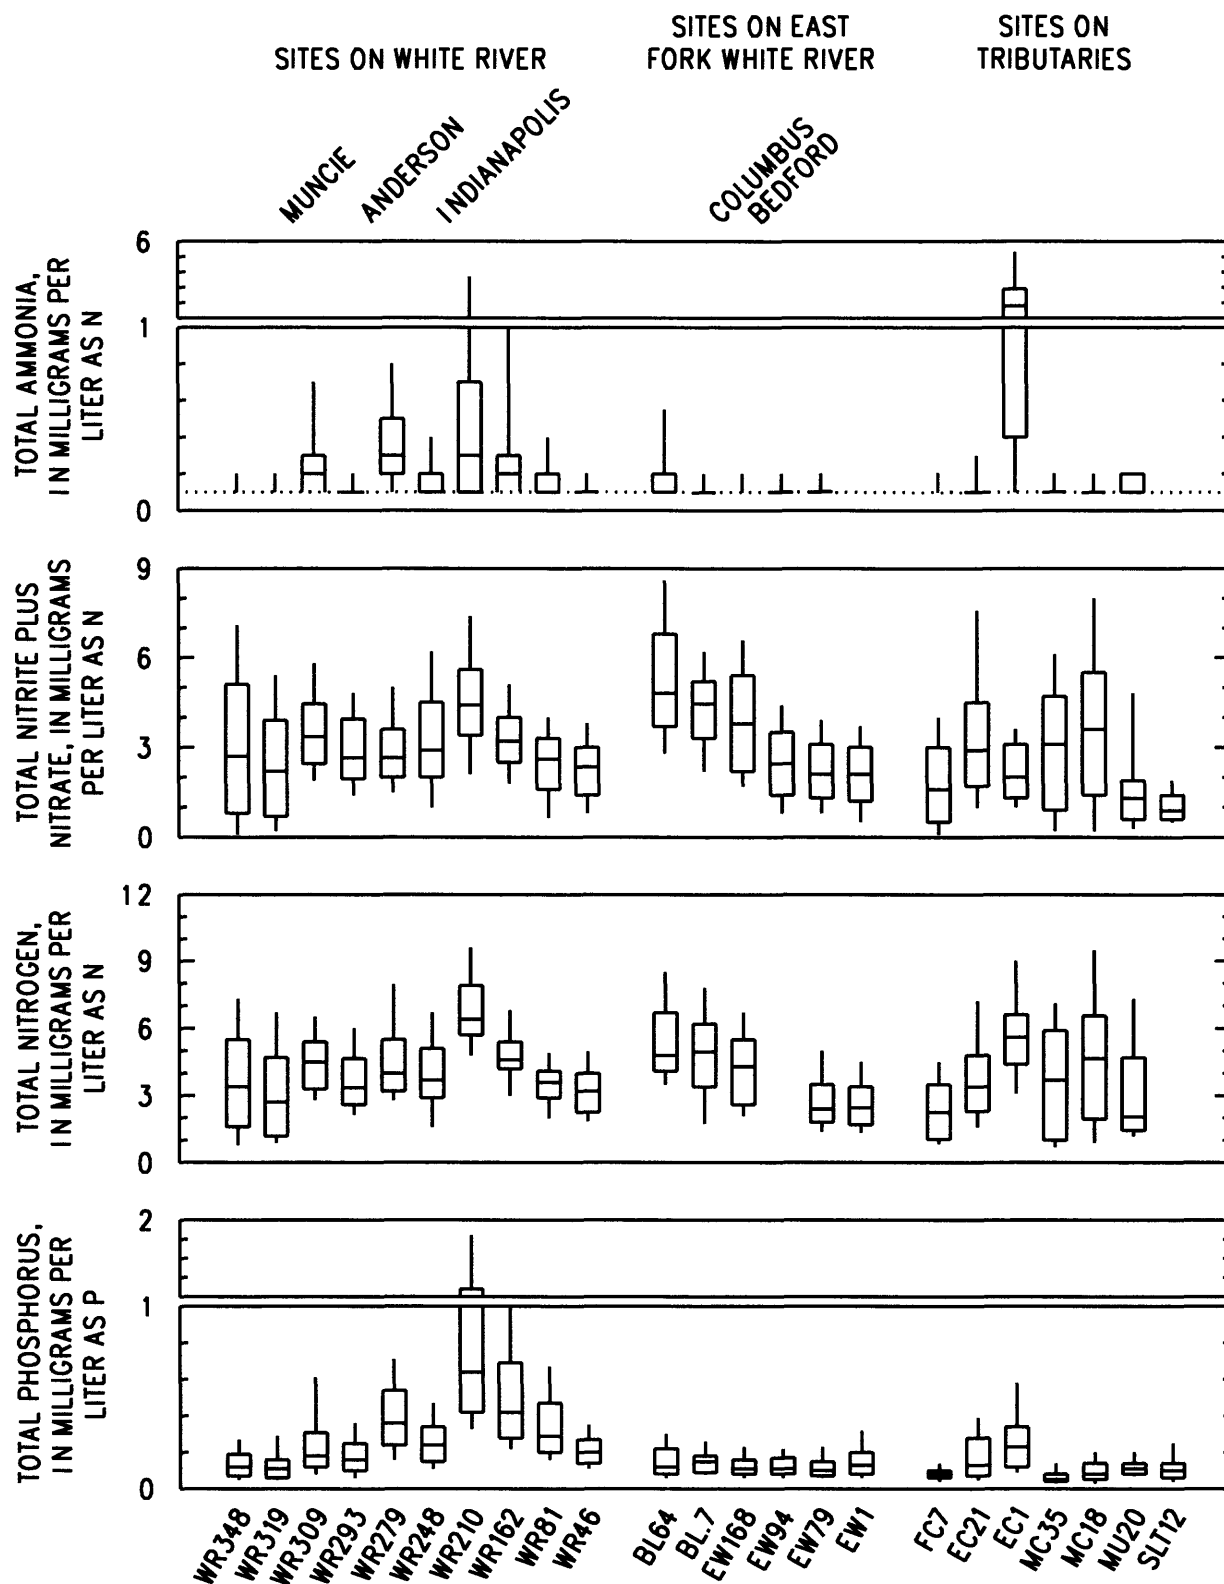 SITES ON WHITE RIVER
SITES ON EAST
FORK WHITE RIVER
SITES ON
TRIBUTARIES
MUNCIE
ANDERSON
INDIANAPOLIS
COLUMBUS
BEDFORD
TOTAL AMMONIA,
IN MILLIGRAMS PER
LITER AS N
6
1
0
TOTAL NITRITE PLUS
NITRATE, IN MILLIGRAMS
PER LITER AS N
9
6
3
0
TOTAL NITROGEN,
IN MILLIGRAMS PER
LITER AS N
12
9
6
3
0
TOTAL PHOSPHORUS,
IN MILLIGRAMS PER
LITER AS P
2
1
0
WR348
WR319
WR309
WR293
WR279
WR248
WR210
WR162
WR81
WR46
BL64
BL.7
EW168
EW94
EW79
EW1
FC7
EC21
EC1
MC35
MC18
MU20
SLT12